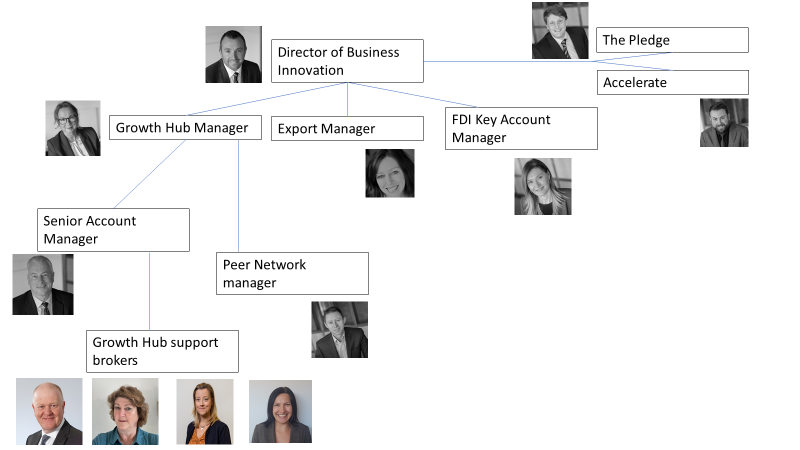 Director of Business
Innovation
The Pledge
Accelerate
Growth Hub Manager
Export Manager
FDI Key Account
Manager
Senior Account
Manager
Peer Network
manager
Growth Hub support
brokers